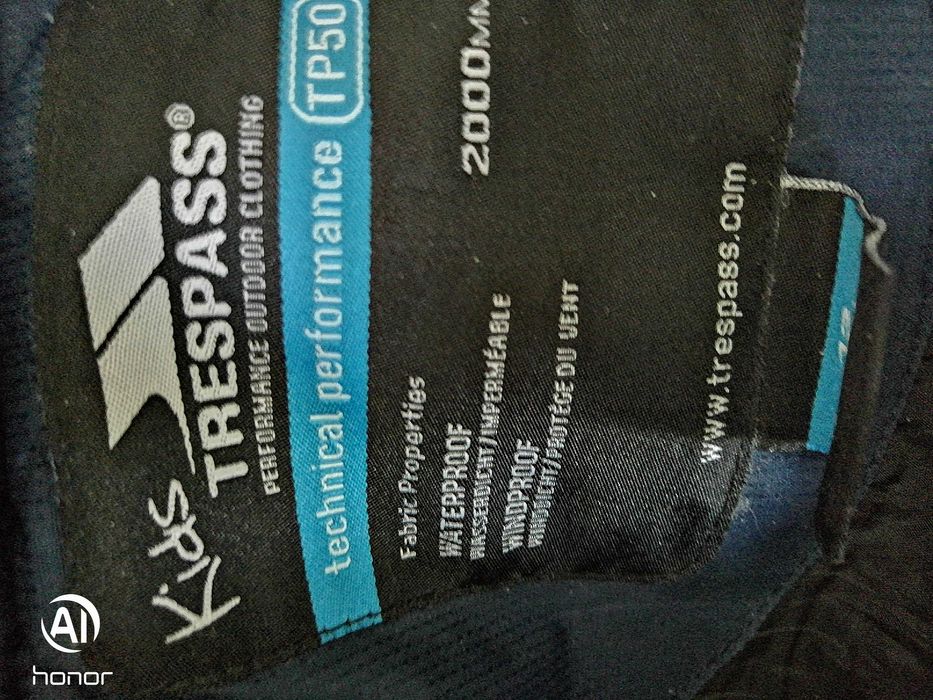 Kids
TRESPASS®
PERFORMANCE OUTDOOR CLOTHING
technical performance TP50
Fabric Properties
WATERPROOF 2000MM
WASSERDICHT/IMPERMÉABLE
WINDPROOF
WINDDICHT/PROTÉGE DU VENT
www.trespass.com
AI
honor